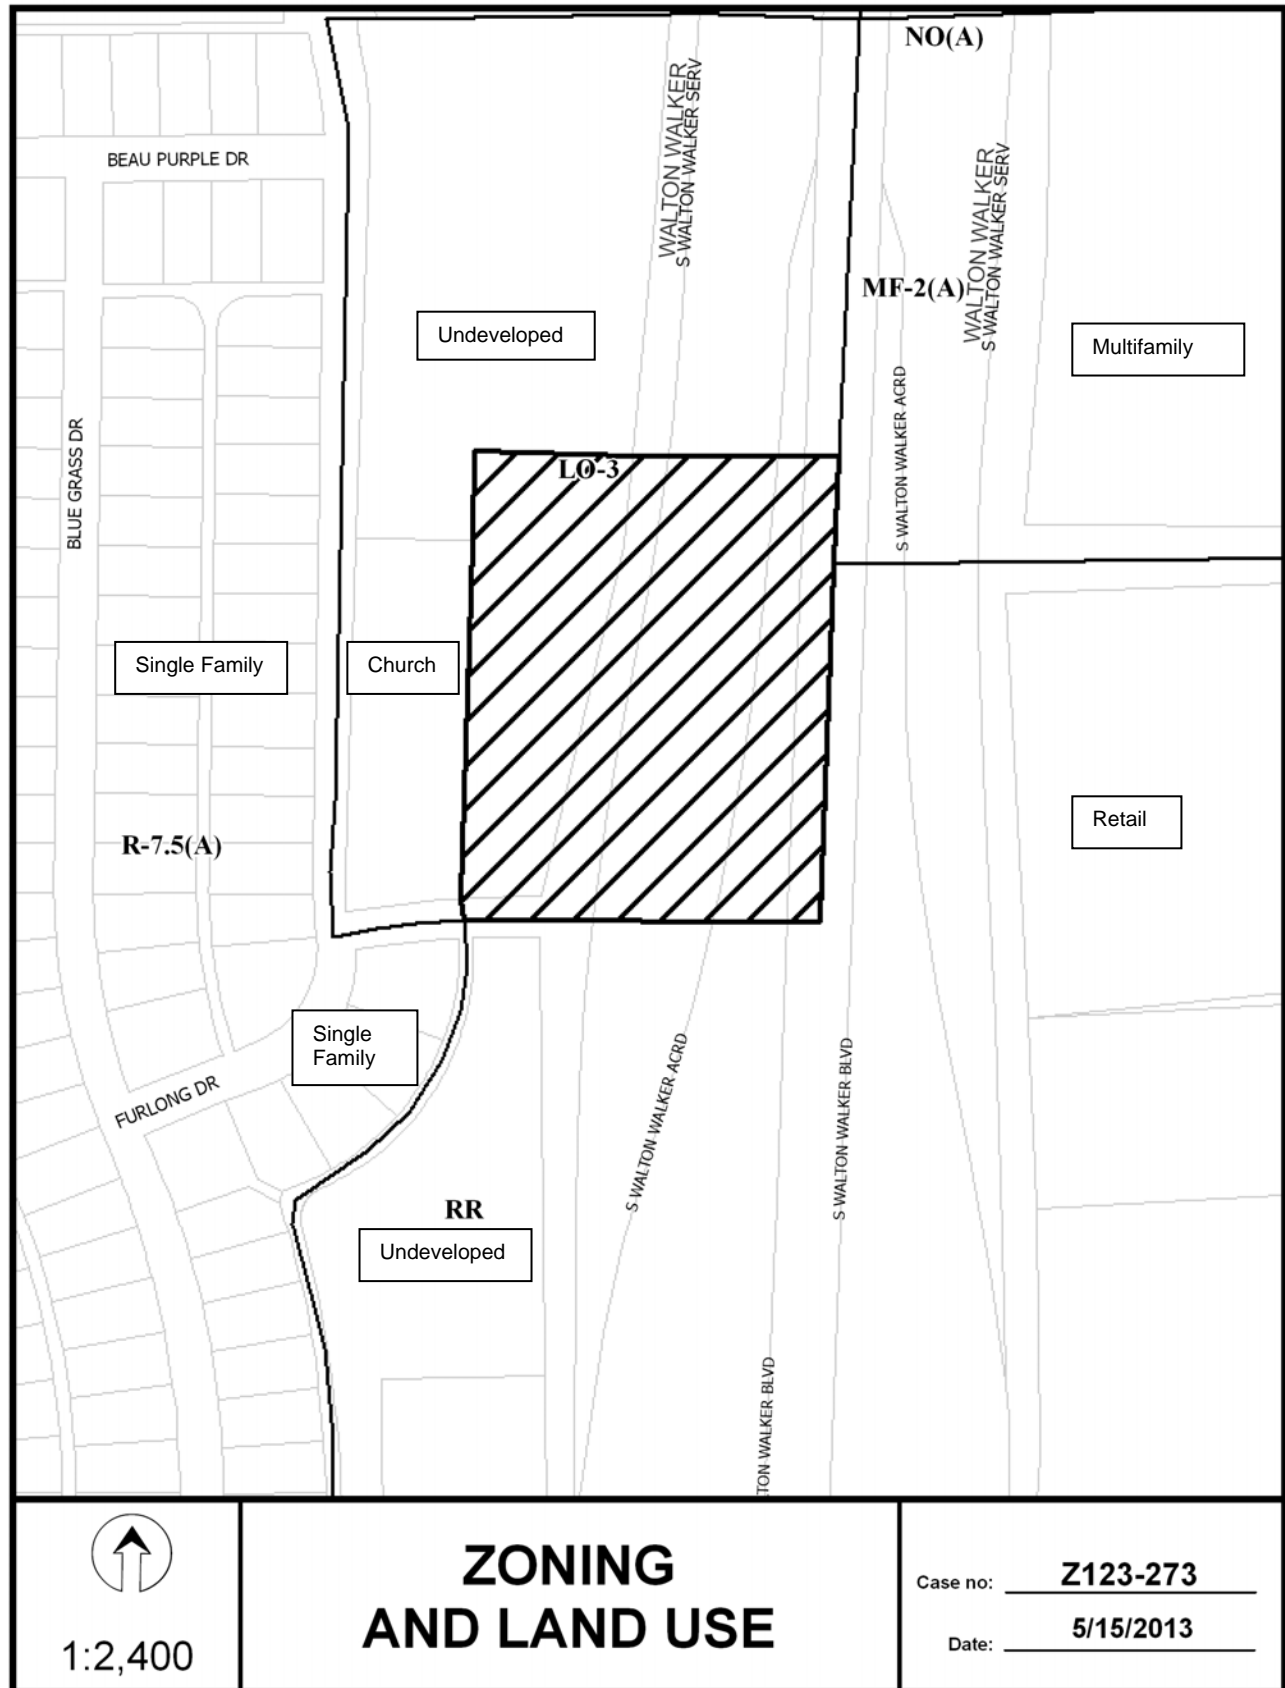 NO(A)
WALTON WALKER
S WALTON WALKER SERV
BEAU PURPLE DR
WALTON WALKER
S WALTON WALKER SERV
MF-2(A)
Undeveloped
Multifamily
S WALTON WALKER ACRD
BLUE GRASS DR
LO-3
Single Family
Church
Retail
R-7.5(A)
Single
Family
FURLONG DR
S WALTON WALKER ACRD
S WALTON WALKER BLVD
RR
Undeveloped
TON WALKER BLVD
1:2,400
ZONING
AND LAND USE
Case no: Z123-273
Date: 5/15/2013